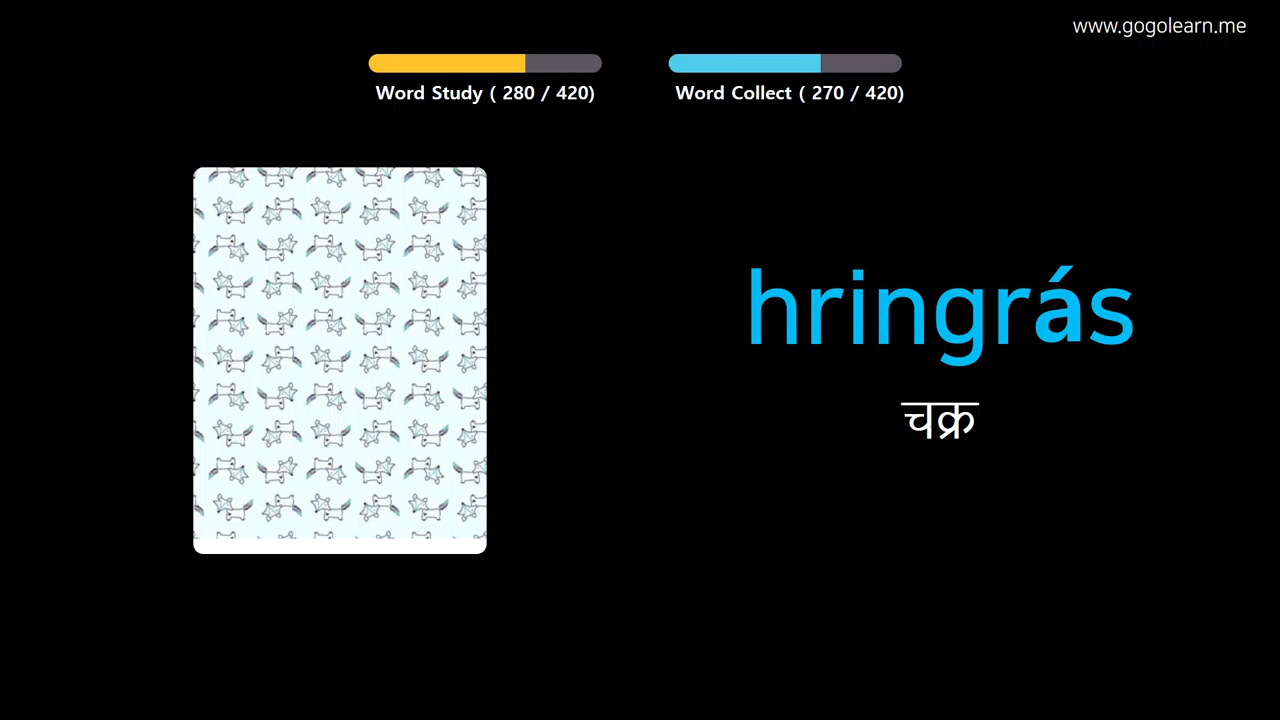 www.gogolearn.me
Word Study ( 280 / 420)
Word Collect ( 270 / 420)
hringrás
चक्र